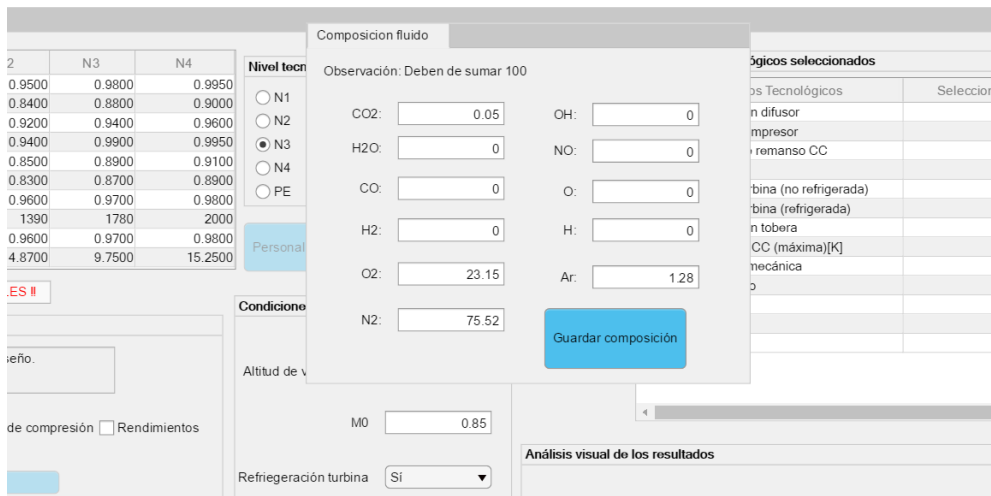 Composicion fluido
Observación: Deben de sumar 100
CO2: 0.05 OH: 0
H2O: 0 NO: 0
CO: 0 O: 0
H2: 0 H: 0
O2: 23.15 Ar: 1.28
N2: 75.52
Guardar composición
2 N3 N4
0.9500 0.9800 0.9950
0.8400 0.8800 0.9000
0.9200 0.9400 0.9600
0.9400 0.9900 0.9950
0.8500 0.8900 0.9100
0.8300 0.8700 0.8900
0.9600 0.9700 0.9800
1390 1780 2000
0.9600 0.9700 0.9800
4.8700 9.7500 15.2500
.ES !!
Nivel tecn
N1
N2
N3
N4
PE
Personal
ógicos seleccionados
os Tecnológicos Seleccion
n difusor
mpresor
remanso CC
rbina (no refrigerada)
rbina (refrigerada)
n tobera
CC (máxima)[K]
mecánica
o
seño.
de compresión Rendimientos
Condicione
Altitud de v
M0 0.85
Refriegeración turbina Sí
Análisis visual de los resultados